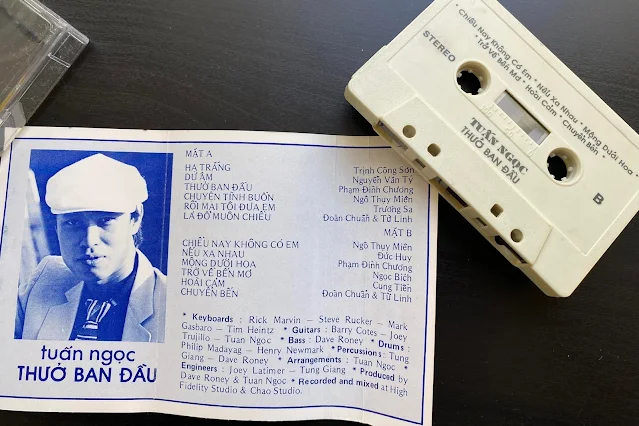 MẶT A
HẠ TRẮNG Trịnh Công Sơn
DƯ ÂM Nguyễn Văn Tý
THUỞ BAN ĐẦU Phạm Đình Chương
CHUYỆN TÌNH BUỒN Ngô Thụy Miên
RỒI MAI TÔI ĐƯA EM Trường Sa
LÁ ĐỔ MUÔN CHIỀU Đoàn Chuẩn & Từ Linh
MẶT B
CHIỀU NAY KHÔNG CÓ EM Ngô Thụy Miên
NẾU XA NHAU Đức Huy
MỘNG DƯỚI HOA Phạm Đình Chương
TRỞ VỀ BẾN MƠ Ngọc Bích
HOÀI CẢM Cung Tiến
CHUYỂN BẾN Đoàn Chuẩn & Từ Linh
* Keyboards : Rick Marvin – Steve Rucker – Mark
Gasbaro – Tim Heintz * Guitars : Barry Cotes – Joey
Trujillo – Tuan Ngoc * Bass : Dave Roney * Drums :
Philip Madayag – Henry Newmark * Percussions : Tung
Giang – Dave Roney * Arrangements : Tuan Ngoc *
Engineers : Joey Latimer – Tung Giang * Produced by
Dave Roney & Tuan Ngoc * Recorded and mixed at High
Fidelity Studio & Chao Studio.
tuấn ngọc
THUỞ BAN ĐẦU
* Chiều Nay Không Có Em * Nếu Xa Nhau * Mộng Dưới Hoa *
* Trở Về Bến Mơ * Hoài Cảm * Chuyển Bến *
STEREO
TUẤN NGỌC
THUỞ BAN ĐẦU
B